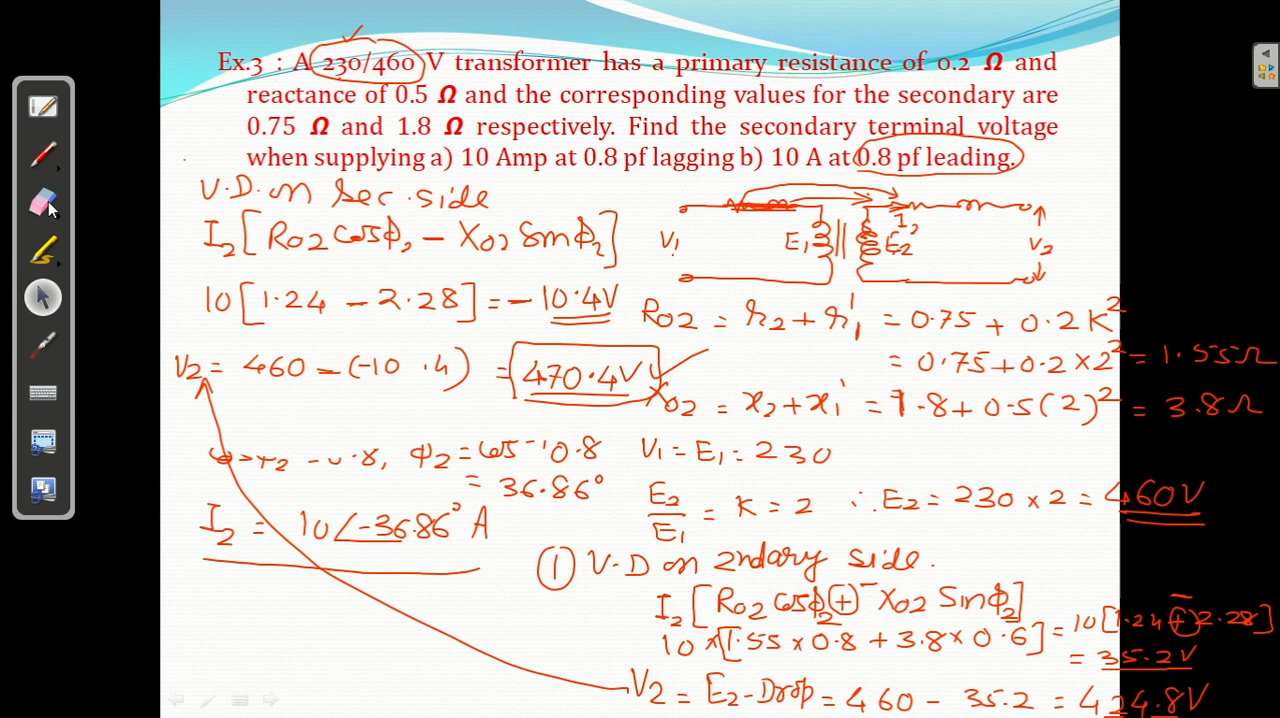 Ex.3 : A 230/460 V transformer has a primary resistance of 0.2 Ω and
reactance of 0.5 Ω and the corresponding values for the secondary are
0.75 Ω and 1.8 Ω respectively. Find the secondary terminal voltage
when supplying a) 10 Amp at 0.8 pf lagging b) 10 A at 0.8 pf leading.
V.D. on sec. side
I₂ [R02 cosϕ₂ - X02 sinϕ₂]
10 [1.24 - 2.28] = -10.4V
V₂ = 460 - (-10.4) = 470.4V
ϕ₂ = cos⁻¹ 0.8
= 36.86°
I₂ = 10∠-36.86° A
V₁ E₁ E₂ I₂ V₂
R02 = r₂ + r₁' = 0.75 + 0.2 K²
= 0.75 + 0.2 × 2² = 1.55Ω
X02 = x₂ + x₁' = 1.8 + 0.5(2)² = 3.8Ω
V₁ = E₁ = 230
E₂/E₁ = K = 2 ∴ E₂ = 230 × 2 = 460V
① V.D on 2ndary side.
I₂ [R02 cosϕ₂ + - X02 sinϕ₂]
10 × [1.55 × 0.8 + 3.8 × 0.6] = 10 [1.24 + - 2.28]
= 35.2V
V₂ = E₂ - Drop = 460 - 35.2 = 424.8V